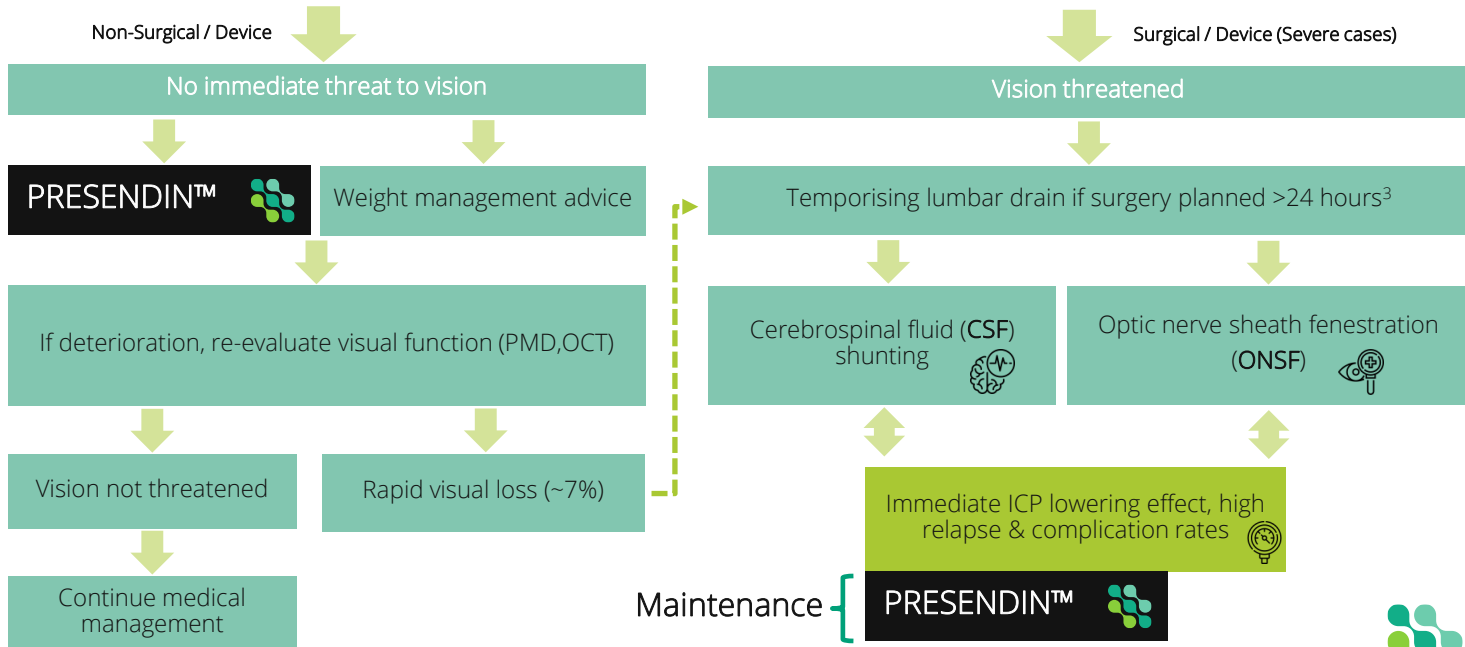 Non-Surgical / Device
No immediate threat to vision
PRESENDIN™
Weight management advice
If deterioration, re-evaluate visual function (PMD,OCT)
Vision not threatened
Rapid visual loss (~7%)
Continue medical
management
Surgical / Device (Severe cases)
Vision threatened
Temporising lumbar drain if surgery planned >24 hours³
Cerebrospinal fluid (CSF)
shunting
Optic nerve sheath fenestration
(ONSF)
Immediate ICP lowering effect, high
relapse & complication rates
Maintenance
PRESENDIN™